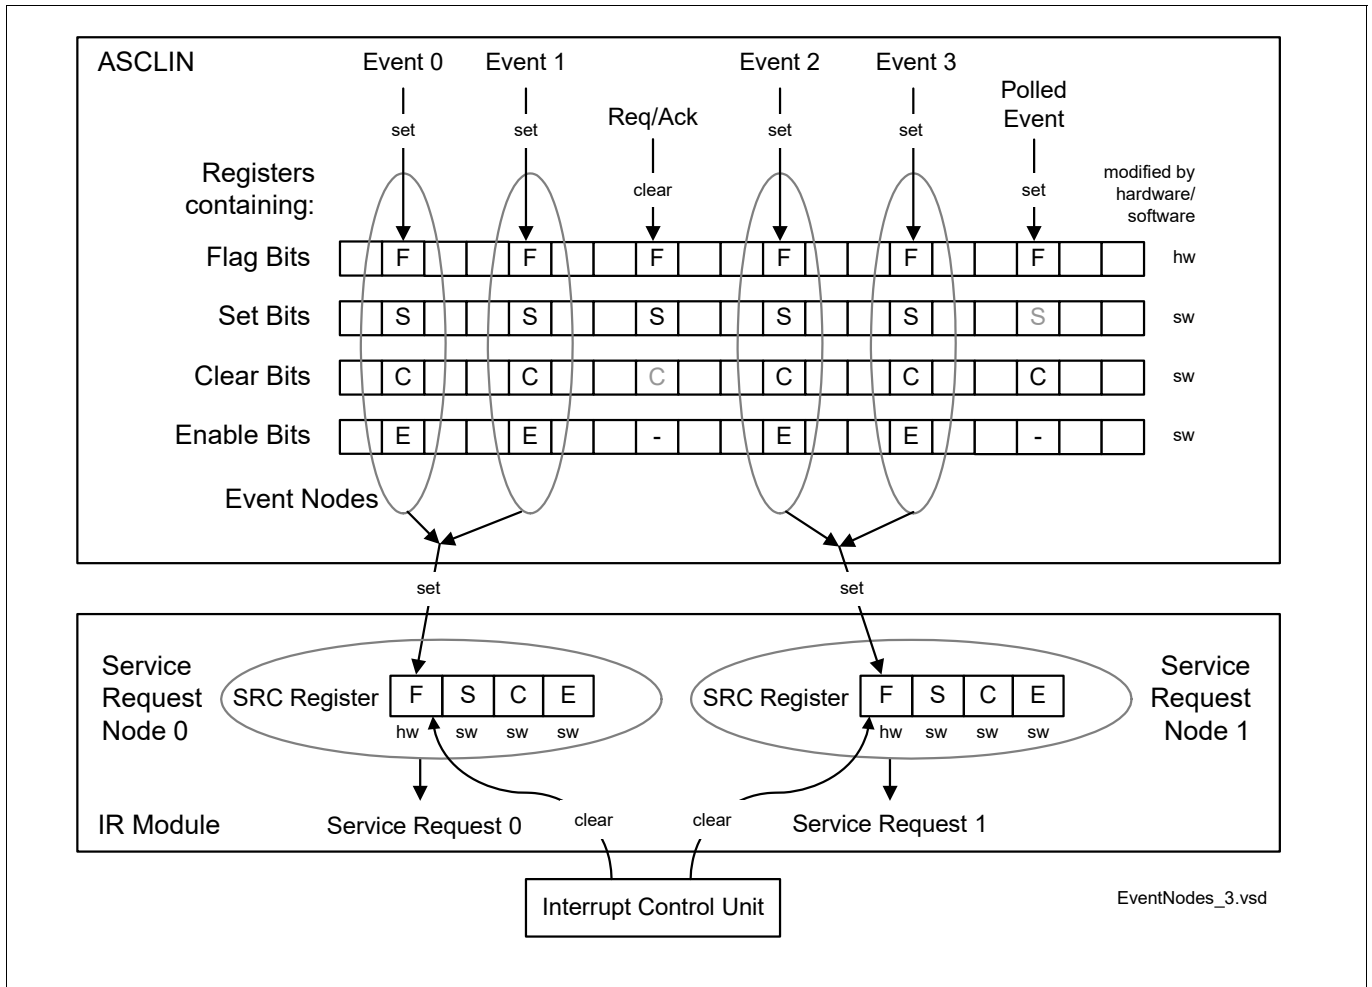 ASCLIN
Event 0
Event 1
Event 2
Event 3
Polled
Event
Req/Ack
set
set
set
set
Registers
containing:
clear
set
modified by
hardware/
software
Flag Bits F F F F F F hw
Set Bits S S S S S S sw
Clear Bits C C C C C C sw
Enable Bits E E - E E - sw
Event Nodes
set
set
Service
Request
Node 0
SRC Register F S C E
hw sw sw sw
SRC Register F S C E
hw sw sw sw
Service
Request
Node 1
IR Module
Service Request 0
clear
clear
Service Request 1
Interrupt Control Unit
EventNodes_3.vsd